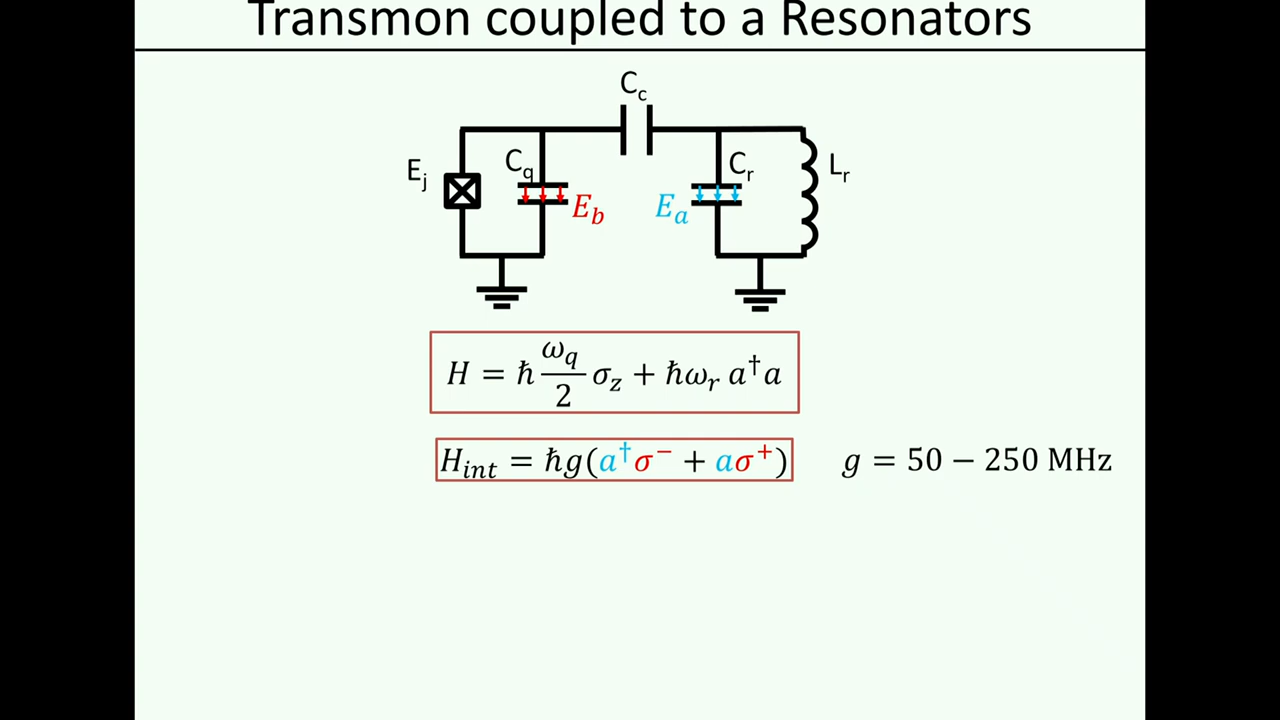 Transmon coupled to a Resonators
C_c
E_j C_q E_b E_a C_r L_r
H = ħ ω_q/2 σ_z + ħω_r a†a
H_int = ħg(a†σ⁻ + aσ⁺) g = 50 − 250 MHz